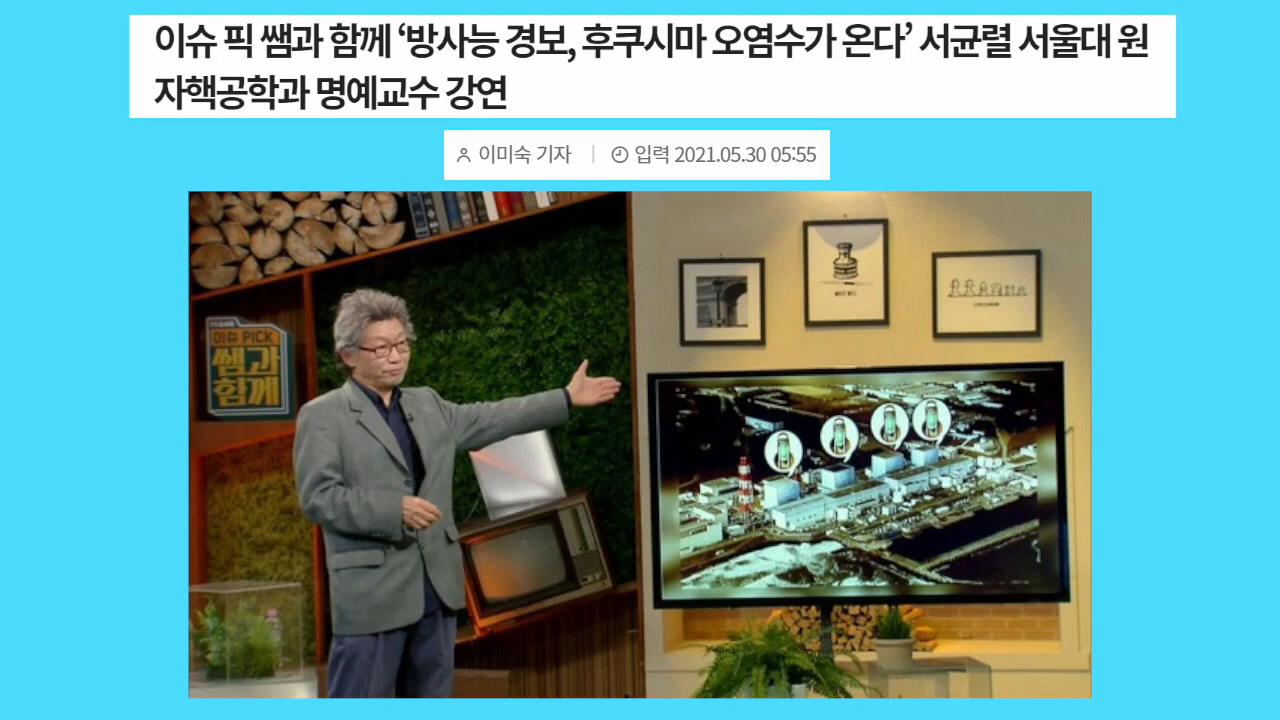 이슈 픽 쌤과 함께 ‘방사능 경보, 후쿠시마 오염수가 온다’ 서균렬 서울대 원
자핵공학과 명예교수 강연
이미숙 기자 | 입력 2021.05.30 05:55
이슈 PICK
쌤과
함께